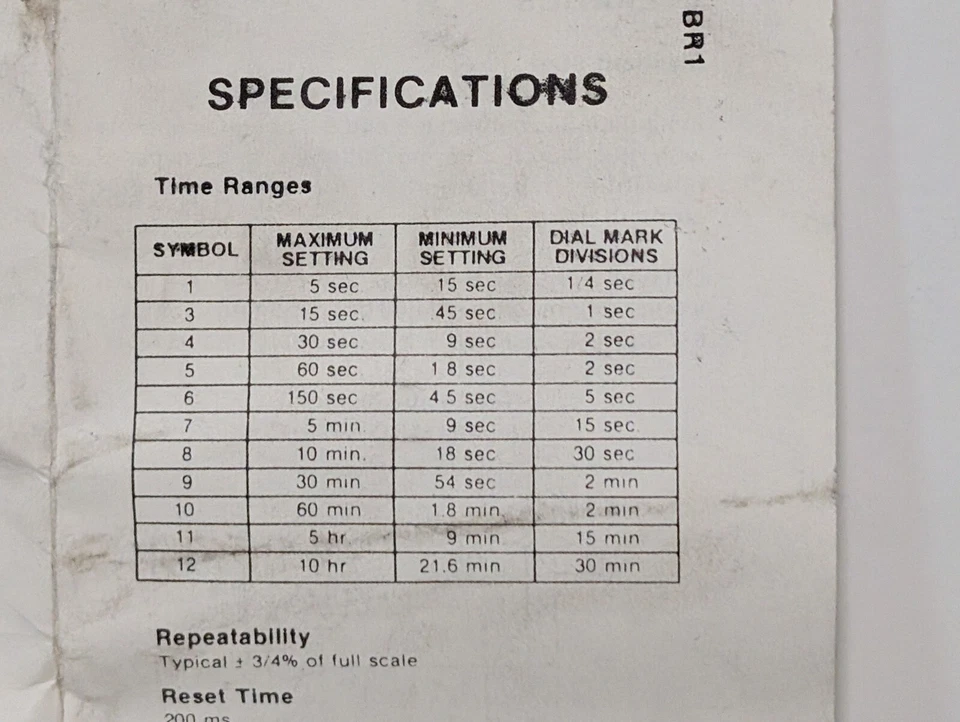 BR1
SPECIFICATIONS
Time Ranges
SYMBOL MAXIMUM SETTING MINIMUM SETTING DIAL MARK DIVISIONS
1 5 sec 15 sec 1/4 sec
3 15 sec. 45 sec 1 sec
4 30 sec 9 sec 2 sec
5 60 sec 1 8 sec 2 sec
6 150 sec 4 5 sec 5 sec
7 5 min. 9 sec 15 sec.
8 10 min. 18 sec 30 sec
9 30 min 54 sec 2 min
10 60 min 1.8 min 2 min
11 5 hr. 9 min 15 min
12 10 hr 21.6 min 30 min
Repeatability
Typical ± 3/4% of full scale
Reset Time
200 ms